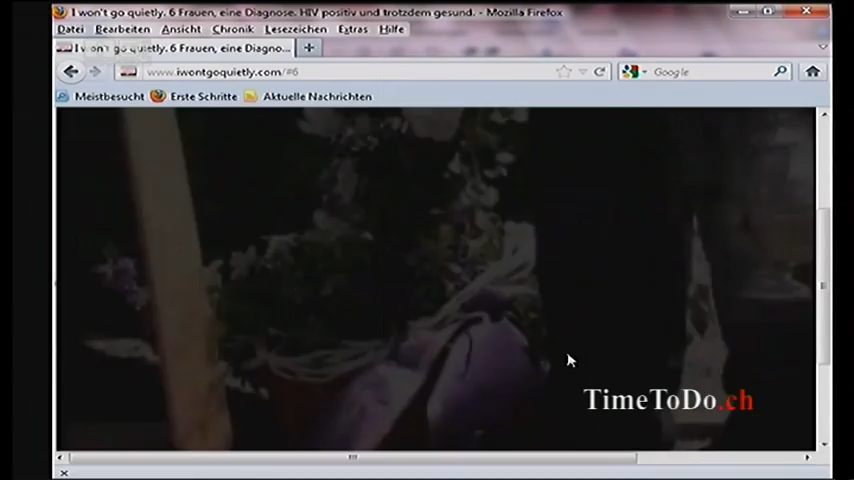 I won't go quietly. 6 Frauen, eine Diagnose. HIV positiv und trotzdem gesund. - Mozilla Firefox
Datei Bearbeiten Ansicht Chronik Lesezeichen Extras Hilfe
I won't go quietly. 6 Frauen, eine Diagno...
www.iwontgoquietly.com/#6
Google
Meistbesucht Erste Schritte Aktuelle Nachrichten
TimeToDo.ch